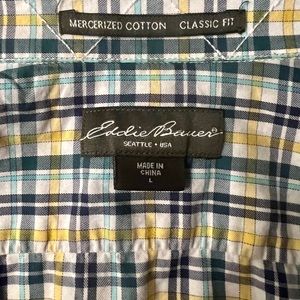 MERCERIZED COTTON CLASSIC FIT
Eddie Bauer®
SEATTLE • USA
MADE IN
CHINA
L